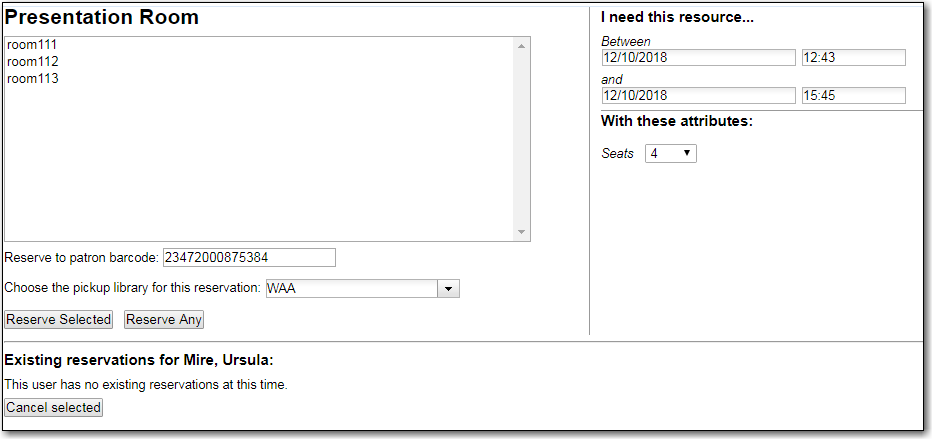 Presentation Room
room111
room112
room113
Reserve to patron barcode: 23472000875384
Choose the pickup library for this reservation: WAA
Reserve Selected Reserve Any
I need this resource...
Between
12/10/2018 12:43
and
12/10/2018 15:45
With these attributes:
Seats 4
Existing reservations for Mire, Ursula:
This user has no existing reservations at this time.
Cancel selected